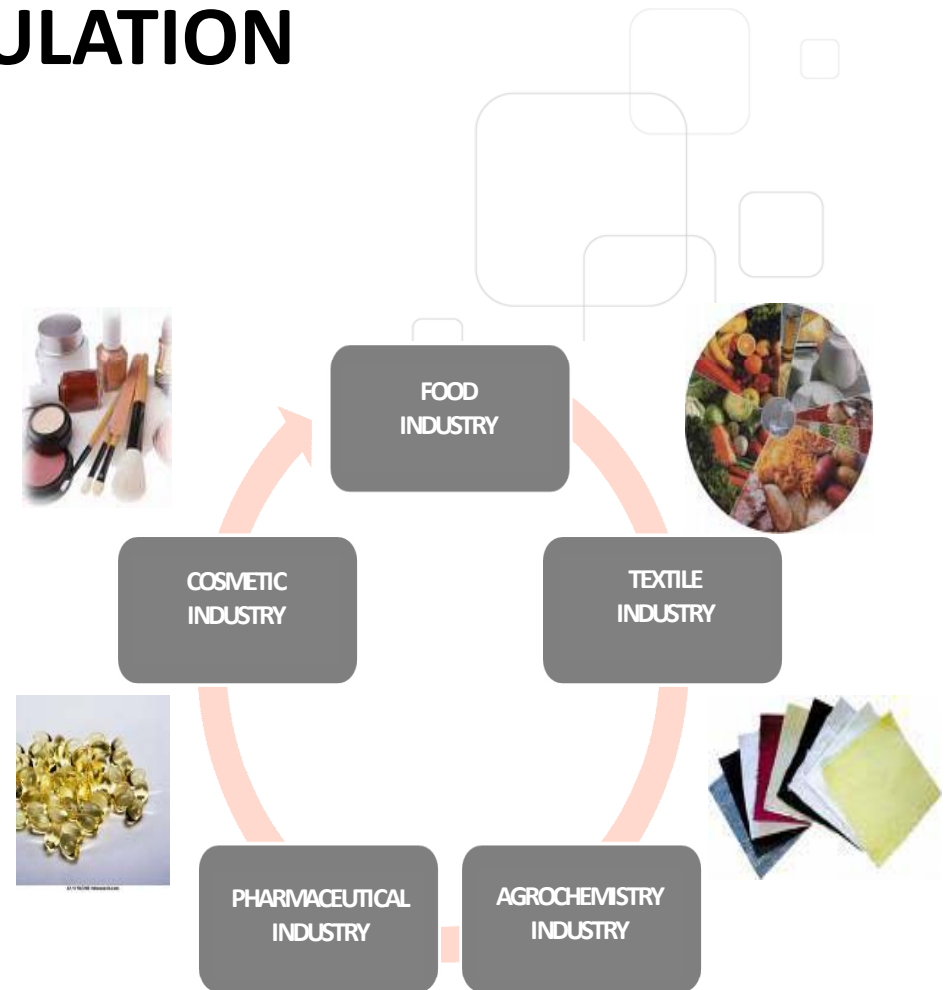 ULATION
FOOD
INDUSTRY
COSMETIC
INDUSTRY
TEXTILE
INDUSTRY
PHARMACEUTICAL
INDUSTRY
AGROCHEMISTRY
INDUSTRY